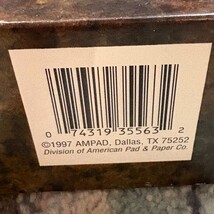 0 74319 35563 2
©1997 AMPAD, Dallas, TX 75252
Division of American Pad & Paper Co.